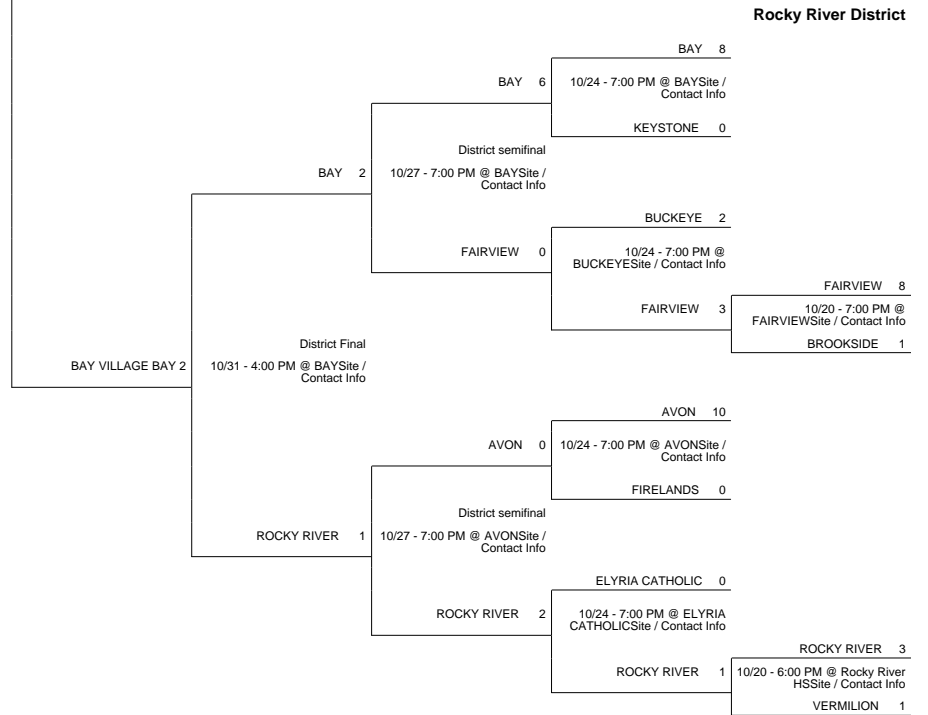 Rocky River District
BAY 8
BAY 6
10/24 - 7:00 PM @ BAYSite /
Contact Info
KEYSTONE 0
District semifinal
BAY 2
10/27 - 7:00 PM @ BAYSite /
Contact Info
BUCKEYE 2
FAIRVIEW 0
10/24 - 7:00 PM @
BUCKEYESite / Contact Info
FAIRVIEW 8
FAIRVIEW 3
10/20 - 7:00 PM @
FAIRVIEWSite / Contact Info
BROOKSIDE 1
District Final
BAY VILLAGE BAY 2
10/31 - 4:00 PM @ BAYSite /
Contact Info
AVON 10
AVON 0
10/24 - 7:00 PM @ AVONSite /
Contact Info
FIRELANDS 0
District semifinal
ROCKY RIVER 1
10/27 - 7:00 PM @ AVONSite /
Contact Info
ELYRIA CATHOLIC 0
ROCKY RIVER 2
10/24 - 7:00 PM @ ELYRIA
CATHOLICSite / Contact Info
ROCKY RIVER 3
ROCKY RIVER 1
10/20 - 6:00 PM @ Rocky River
HSSite / Contact Info
VERMILION 1